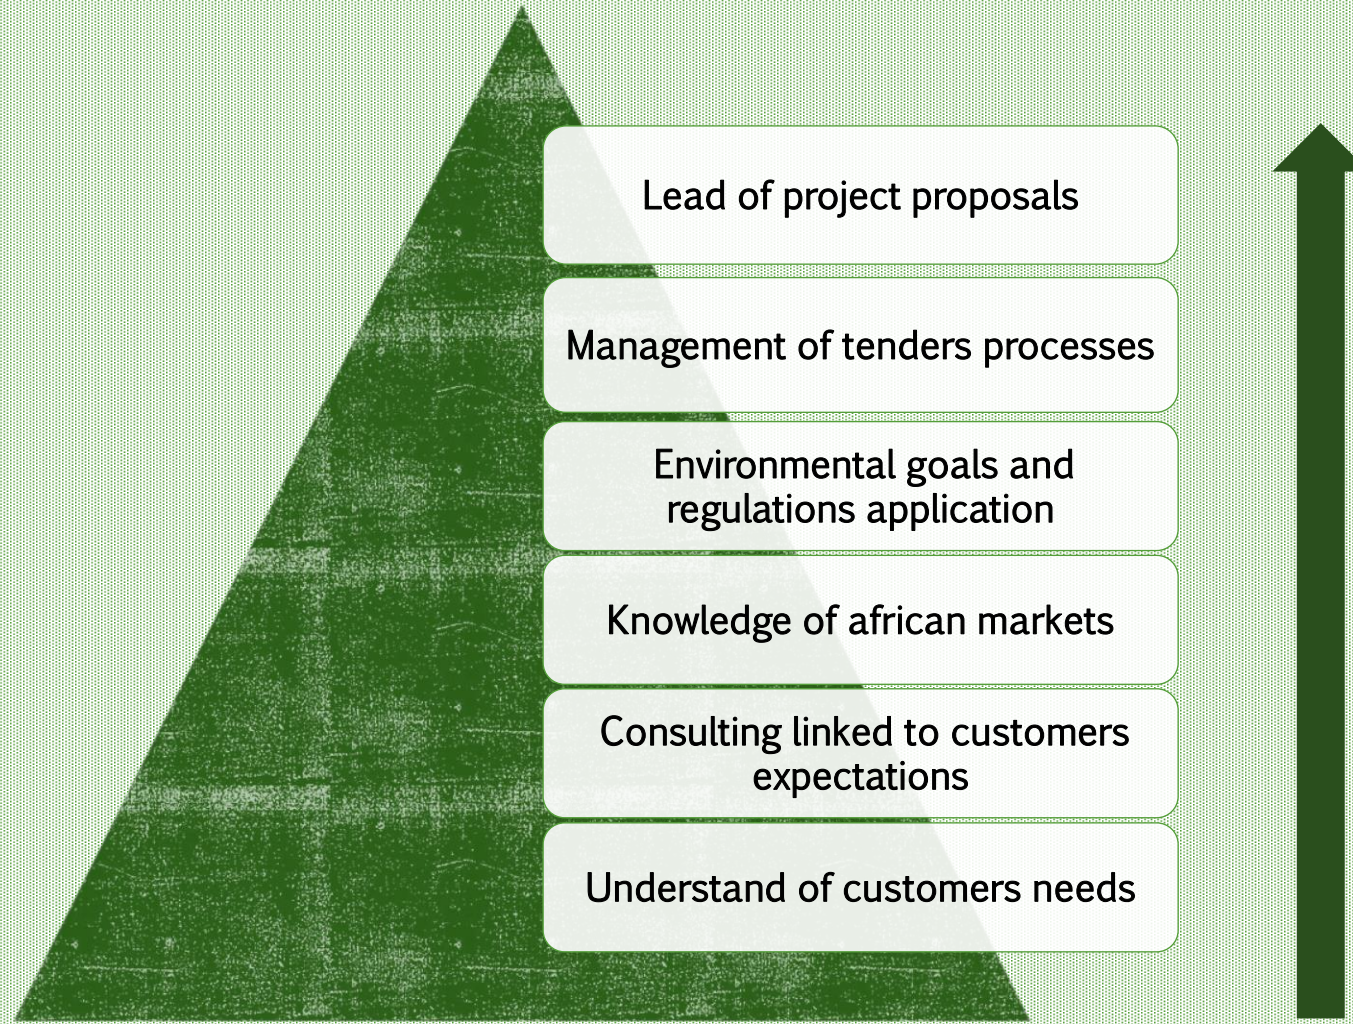 Lead of project proposals
Management of tenders processes
Environmental goals and
regulations application
Knowledge of african markets
Consulting linked to customers
expectations
Understand of customers needs